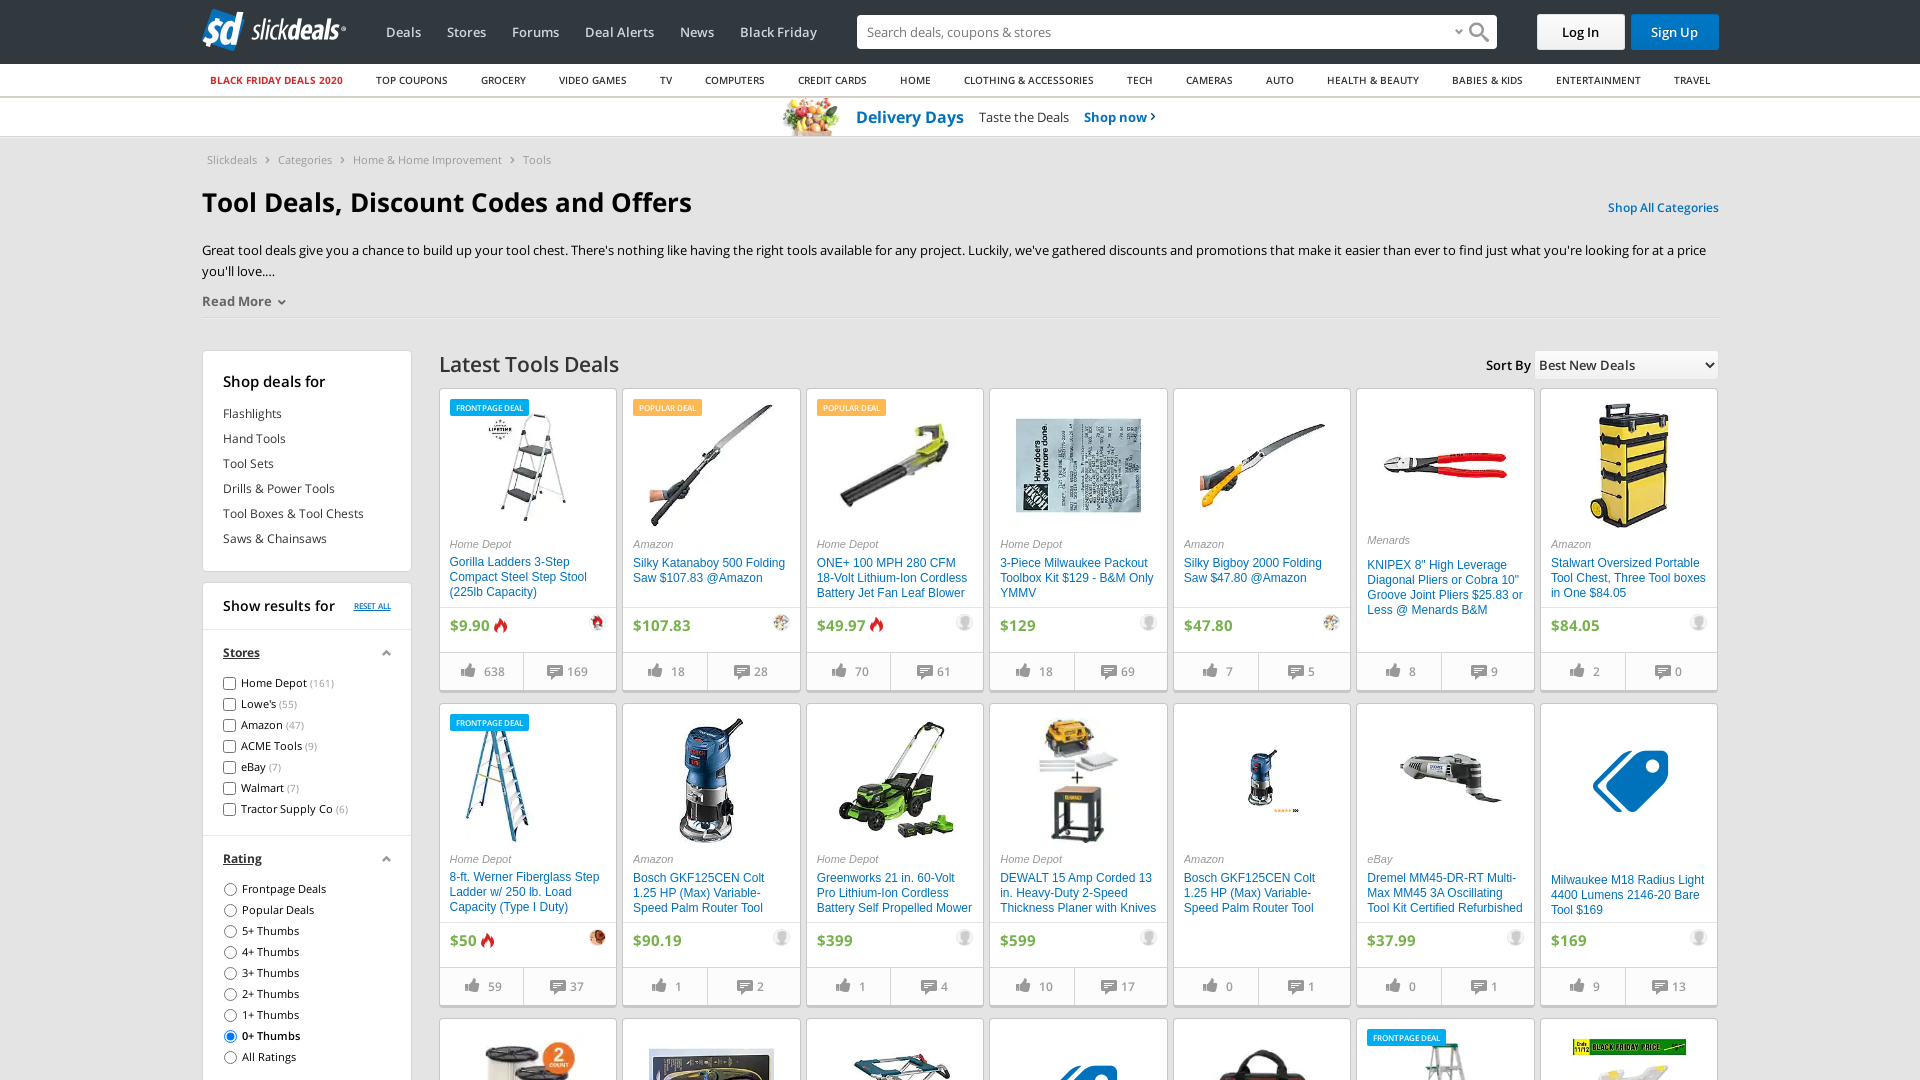 slickdeals
Deals
Stores
Forums
Deal Alerts
News
Black Friday
Search deals, coupons & stores
Log In
Sign Up
BLACK FRIDAY DEALS 2020
TOP COUPONS
GROCERY
VIDEO GAMES
TV
COMPUTERS
CREDIT CARDS
HOME
CLOTHING & ACCESSORIES
TECH
CAMERAS
AUTO
HEALTH & BEAUTY
BABIES & KIDS
ENTERTAINMENT
TRAVEL
Delivery Days Taste the Deals Shop now ›
Slickdeals › Categories › Home & Home Improvement › Tools
Tool Deals, Discount Codes and Offers
Shop All Categories
Great tool deals give you a chance to build up your tool chest. There's nothing like having the right tools available for any project. Luckily, we've gathered discounts and promotions that make it easier than ever to find just what you're looking for at a price
you'll love....
Read More
Shop deals for
Flashlights
Hand Tools
Tool Sets
Drills & Power Tools
Tool Boxes & Tool Chests
Saws & Chainsaws
Show results for
RESET ALL
Stores
Home Depot (161)
Lowe's (55)
Amazon (47)
ACME Tools (9)
eBay (7)
Walmart (7)
Tractor Supply Co (6)
Rating
Frontpage Deals
Popular Deals
5+ Thumbs
4+ Thumbs
3+ Thumbs
2+ Thumbs
1+ Thumbs
0+ Thumbs
All Ratings
Latest Tools Deals
Sort By Best New Deals
FRONTPAGE DEAL
LIFETIME
Home Depot
Gorilla Ladders 3-Step
Compact Steel Step Stool
(225lb Capacity)
$9.90
638
169
POPULAR DEAL
Amazon
Silky Katanaboy 500 Folding
Saw $107.83 @Amazon
$107.83
18
28
POPULAR DEAL
Home Depot
ONE+ 100 MPH 280 CFM
18-Volt Lithium-Ion Cordless
Battery Jet Fan Leaf Blower
$49.97
70
61
How doers
get more done.
Home Depot
3-Piece Milwaukee Packout
Toolbox Kit $129 - B&M Only
YMMV
$129
18
69
Amazon
Silky Bigboy 2000 Folding
Saw $47.80 @Amazon
$47.80
7
5
Menards
KNIPEX 8" High Leverage
Diagonal Pliers or Cobra 10"
Groove Joint Pliers $25.83 or
Less @ Menards B&M
8
9
Amazon
Stalwart Oversized Portable
Tool Chest, Three Tool boxes
in One $84.05
$84.05
2
0
FRONTPAGE DEAL
Home Depot
8-ft. Werner Fiberglass Step
Ladder w/ 250 lb. Load
Capacity (Type I Duty)
$50
59
37
Amazon
Bosch GKF125CEN Colt
1.25 HP (Max) Variable-
Speed Palm Router Tool
$90.19
1
2
Home Depot
Greenworks 21 in. 60-Volt
Pro Lithium-Ion Cordless
Battery Self Propelled Mower
$399
1
4
Home Depot
DEWALT 15 Amp Corded 13
in. Heavy-Duty 2-Speed
Thickness Planer with Knives
$599
10
17
Amazon
Bosch GKF125CEN Colt
1.25 HP (Max) Variable-
Speed Palm Router Tool
0
1
eBay
Dremel MM45-DR-RT Multi-
Max MM45 3A Oscillating
Tool Kit Certified Refurbished
$37.99
0
1
Milwaukee M18 Radius Light
4400 Lumens 2146-20 Bare
Tool $169
$169
9
13
2
COUNT
FRONTPAGE DEAL
Ends
11/12
BLACK FRIDAY PRICE